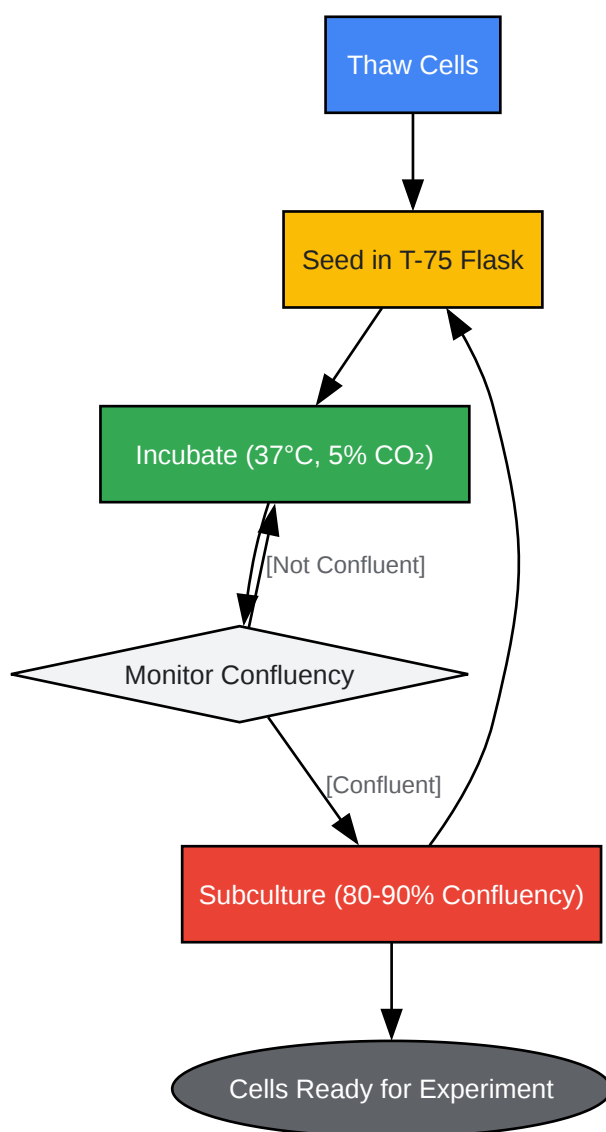 Thaw Cells
Seed in T-75 Flask
Incubate (37°C, 5% CO₂)
[Not Confluent]
Monitor Confluency
[Confluent]
Subculture (80-90% Confluency)
Cells Ready for Experiment